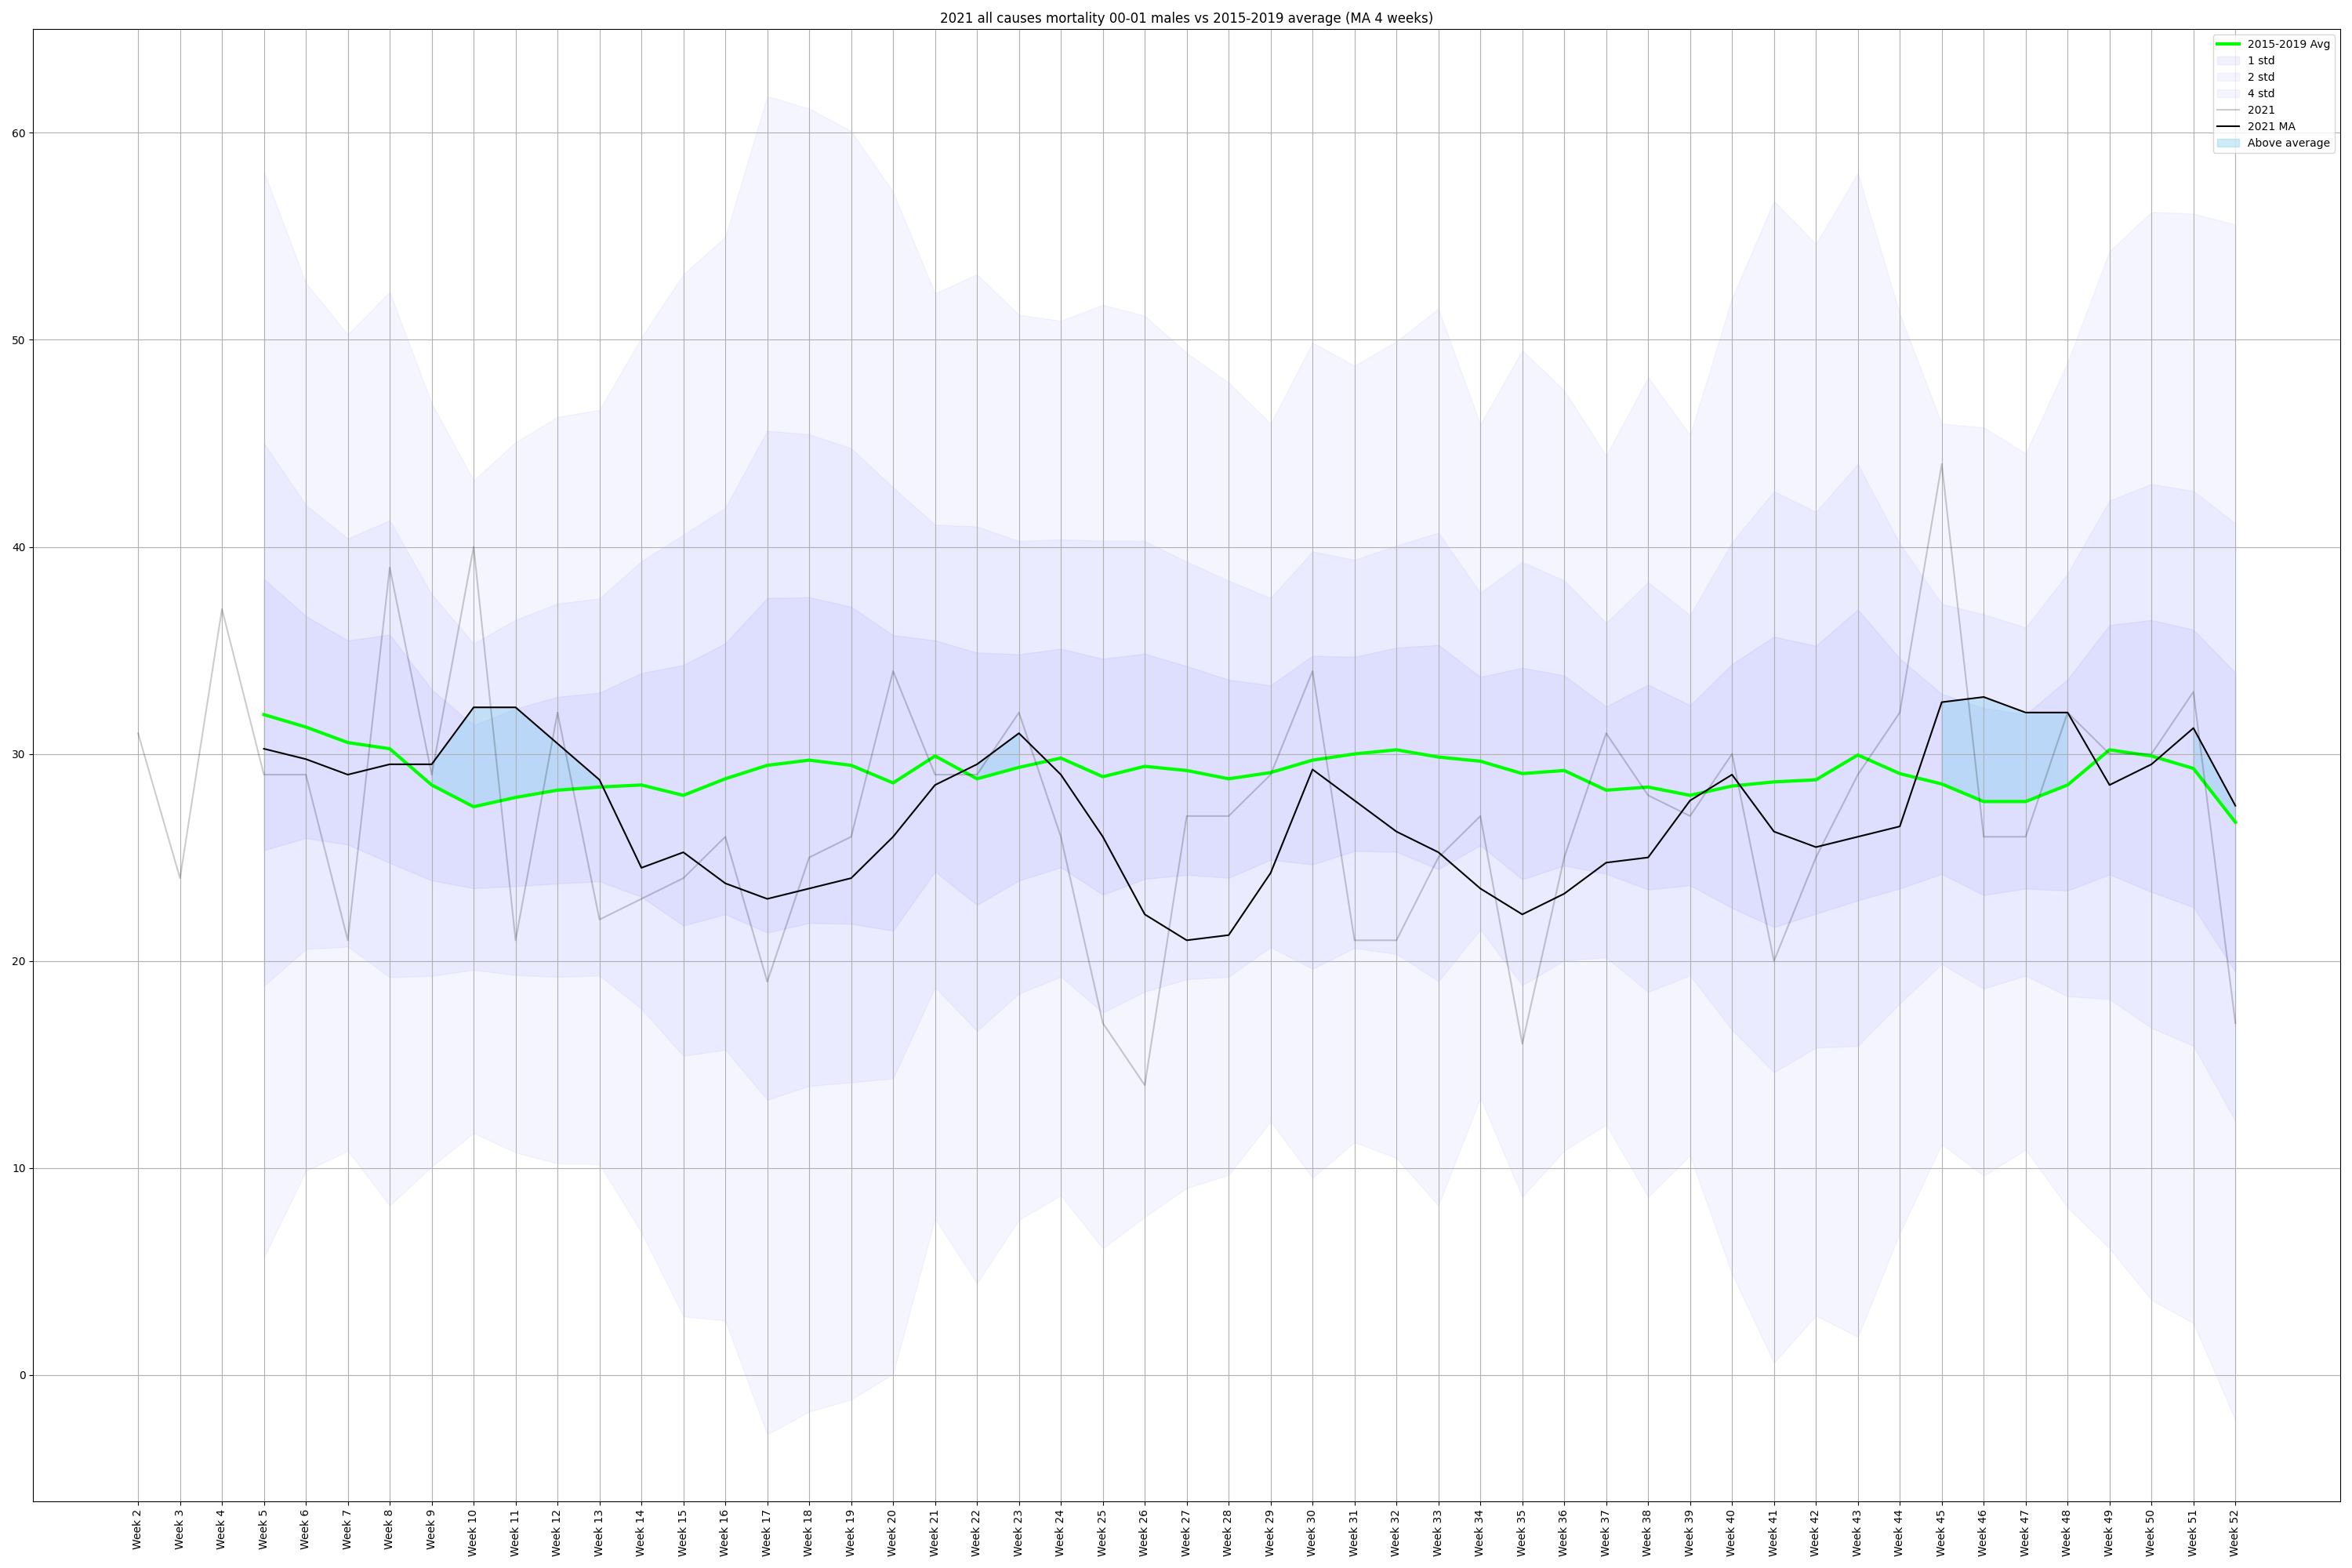 2021 all causes mortality 00-01 males vs 2015-2019 average (MA 4 weeks)
2015-2019 Avg
1 std
2 std
4 std
2021
2021 MA
Above average
60
50
40
30
20
10
0
Week 2
Week 3
Week 4
Week 5
Week 6
Week 7
Week 8
Week 9
Week 10
Week 11
Week 12
Week 13
Week 14
Week 15
Week 16
Week 17
Week 18
Week 19
Week 20
Week 21
Week 22
Week 23
Week 24
Week 25
Week 26
Week 27
Week 28
Week 29
Week 30
Week 31
Week 32
Week 33
Week 34
Week 35
Week 36
Week 37
Week 38
Week 39
Week 40
Week 41
Week 42
Week 43
Week 44
Week 45
Week 46
Week 47
Week 48
Week 49
Week 50
Week 51
Week 52